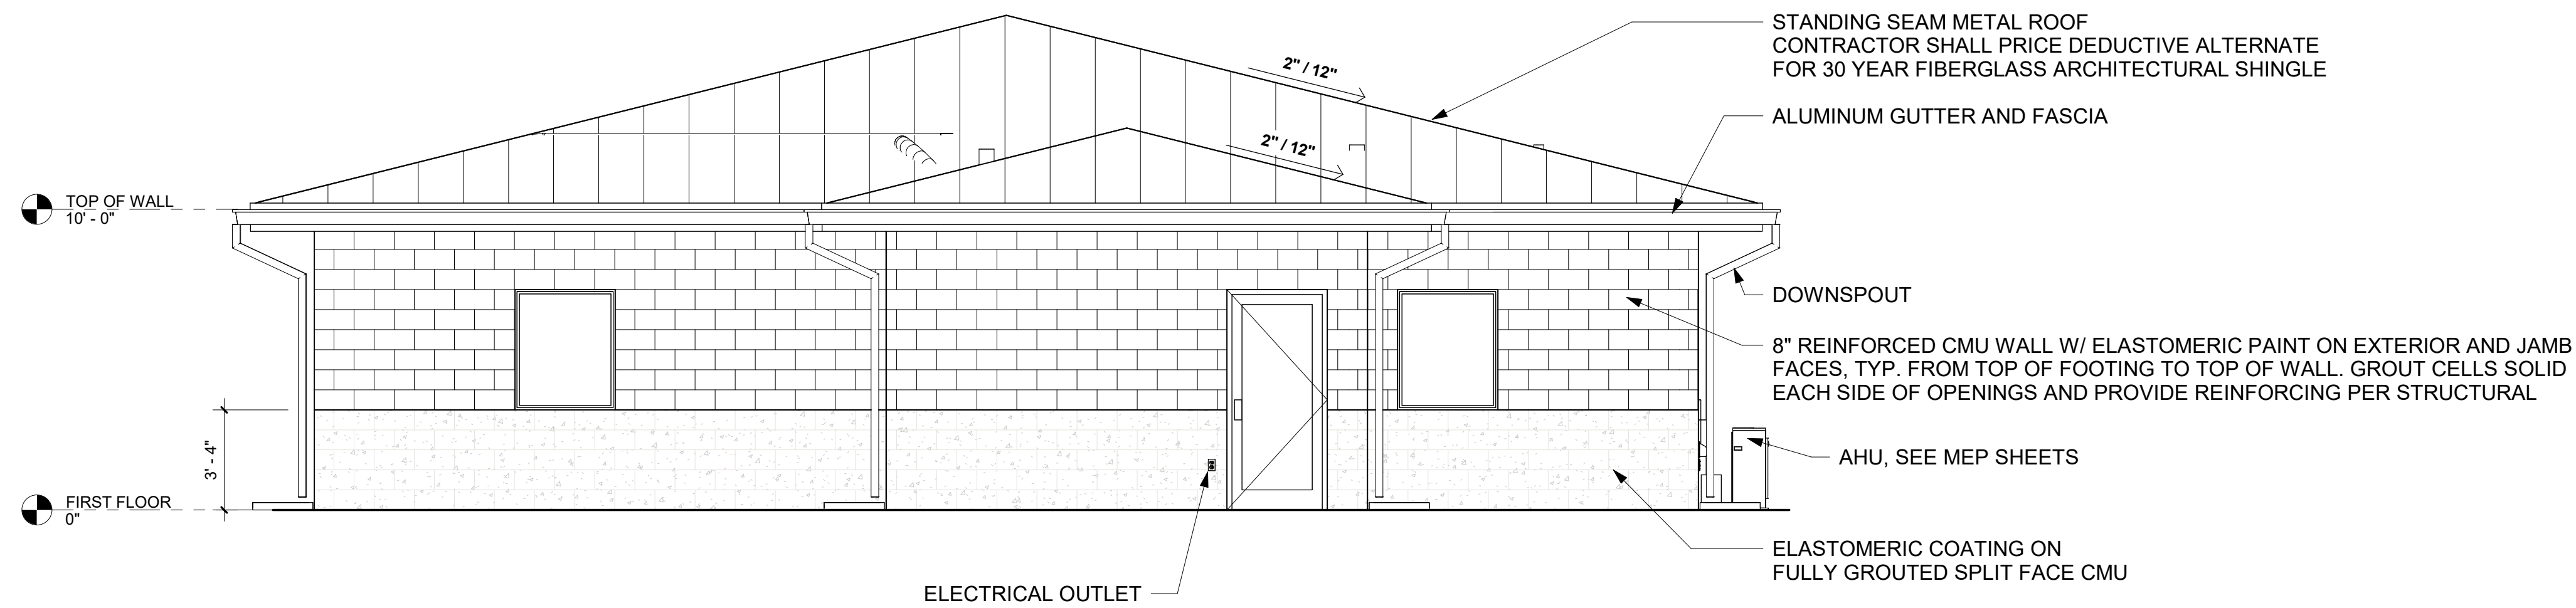 STANDING SEAM METAL ROOF
CONTRACTOR SHALL PRICE DEDUCTIVE ALTERNATE
FOR 30 YEAR FIBERGLASS ARCHITECTURAL SHINGLE
2" / 12"
ALUMINUM GUTTER AND FASCIA
2" / 12"
TOP OF WALL
10' - 0"
DOWNSPOUT
8" REINFORCED CMU WALL W/ ELASTOMERIC PAINT ON EXTERIOR AND JAMB
FACES, TYP. FROM TOP OF FOOTING TO TOP OF WALL. GROUT CELLS SOLID
EACH SIDE OF OPENINGS AND PROVIDE REINFORCING PER STRUCTURAL
3' - 4"
AHU, SEE MEP SHEETS
FIRST FLOOR
0"
ELASTOMERIC COATING ON
FULLY GROUTED SPLIT FACE CMU
ELECTRICAL OUTLET